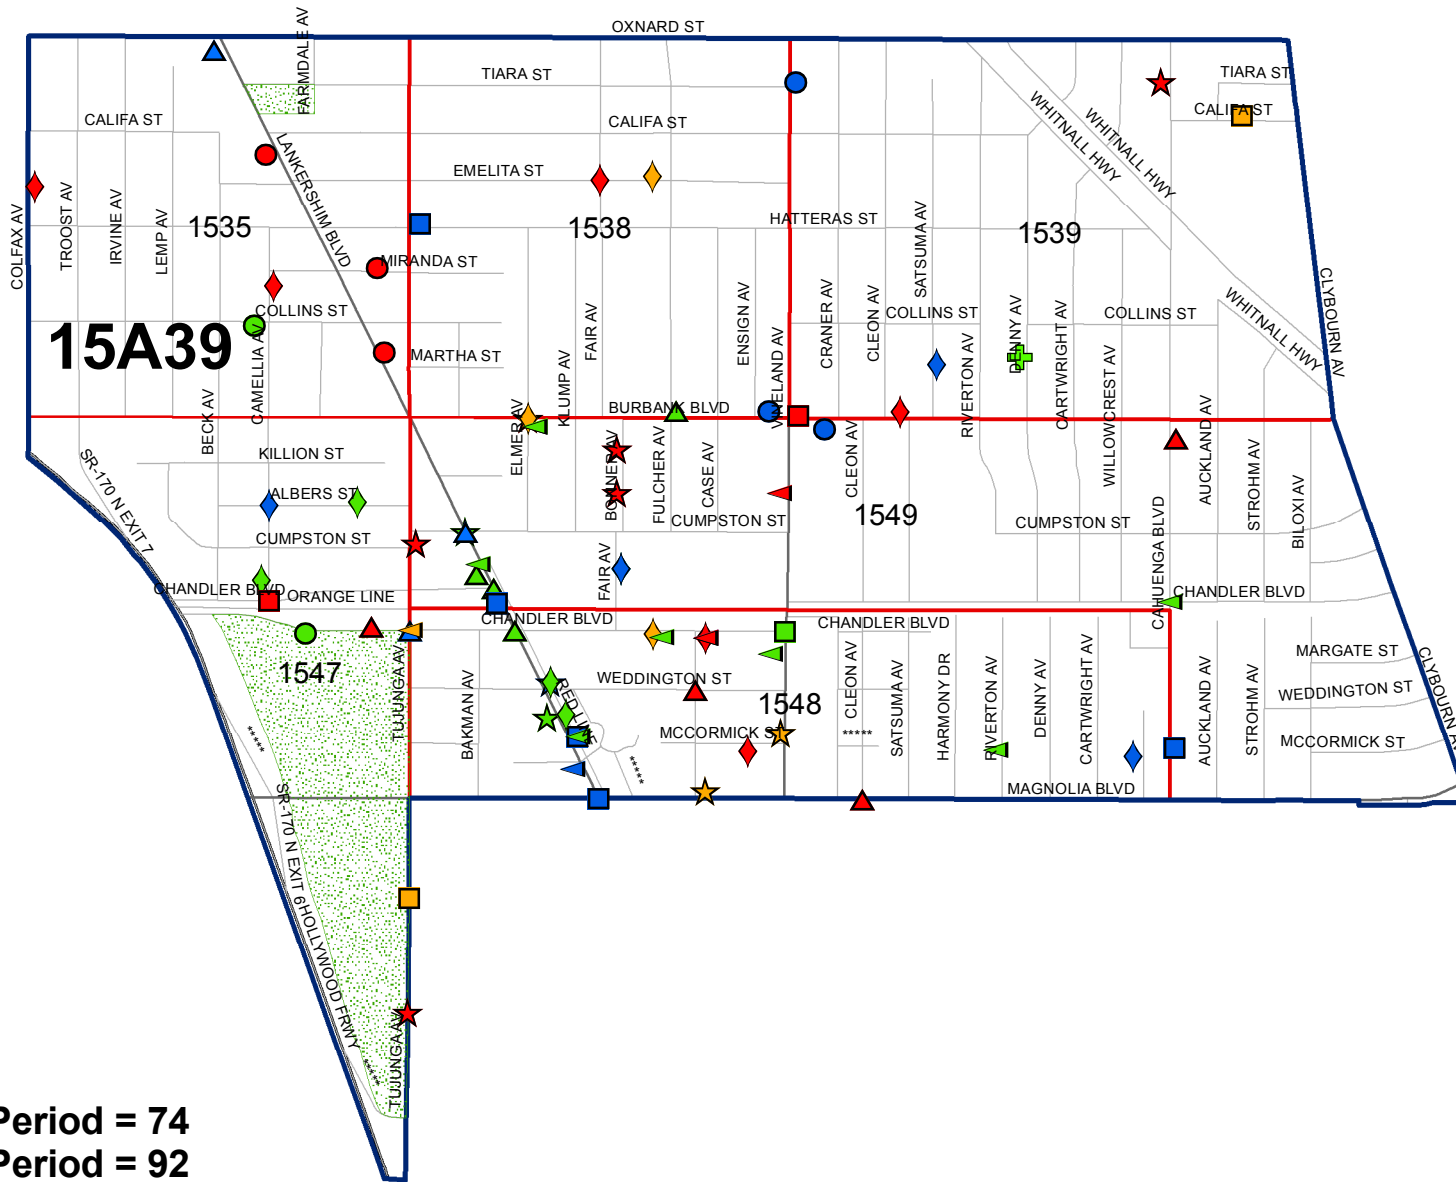 OXNARD ST
FARMDALE AV
TIARA ST
TIARA ST
CALIFA ST
CALIFA ST
CALIFA ST
WHITNALL HWY
WHITNALL HWY
LANKERSHIM BLVD
EMELITA ST
COLFAX AV
TROOST AV
IRVINE AV
LEMP AV
1535
1538
HATTERAS ST
SATSUMA AV
1539
MIRANDA ST
COLLINS ST
COLLINS ST
COLLINS ST
WHITNALL HWY
CLYBOURN AV
15A39
CAMELLIA AV
BECK AV
MARTHA ST
KLUMP AV
FAIR AV
ENSIGN AV
VINELAND AV
CRANER AV
CLEON AV
RIVERTON AV
DENNY AV
CARTWRIGHT AV
WILLOWCREST AV
AUCKLAND AV
BURBANK BLVD
ELMER AV
BONNER AV
FULCHER AV
CASE AV
CLEON AV
STROHM AV
BILOXI AV
KILLION ST
SR-170 N EXIT 7
ALBERS ST
1549
CUMPSTON ST
CUMPSTON ST
CUMPSTON ST
CAHUENGA BLVD
FAIR AV
CHANDLER BLVD
ORANGE LINE
CHANDLER BLVD
CHANDLER BLVD
CHANDLER BLVD
1547
TUJUNGA AV
BAKMAN AV
RED LINE
WEDDINGTON ST
1548
CLEON AV
SATSUMA AV
HARMONY DR
RIVERTON AV
DENNY AV
CARTWRIGHT AV
AUCKLAND AV
STROHM AV
MARGATE ST
WEDDINGTON ST
MCCORMICK ST
CLYBOURN AV
MCCORMICK ST
*****
*****
*****
MAGNOLIA BLVD
SR-170 N EXIT 6
HOLLYWOOD FRWY
*****
TUJUNGA AV
Period = 74
Period = 92